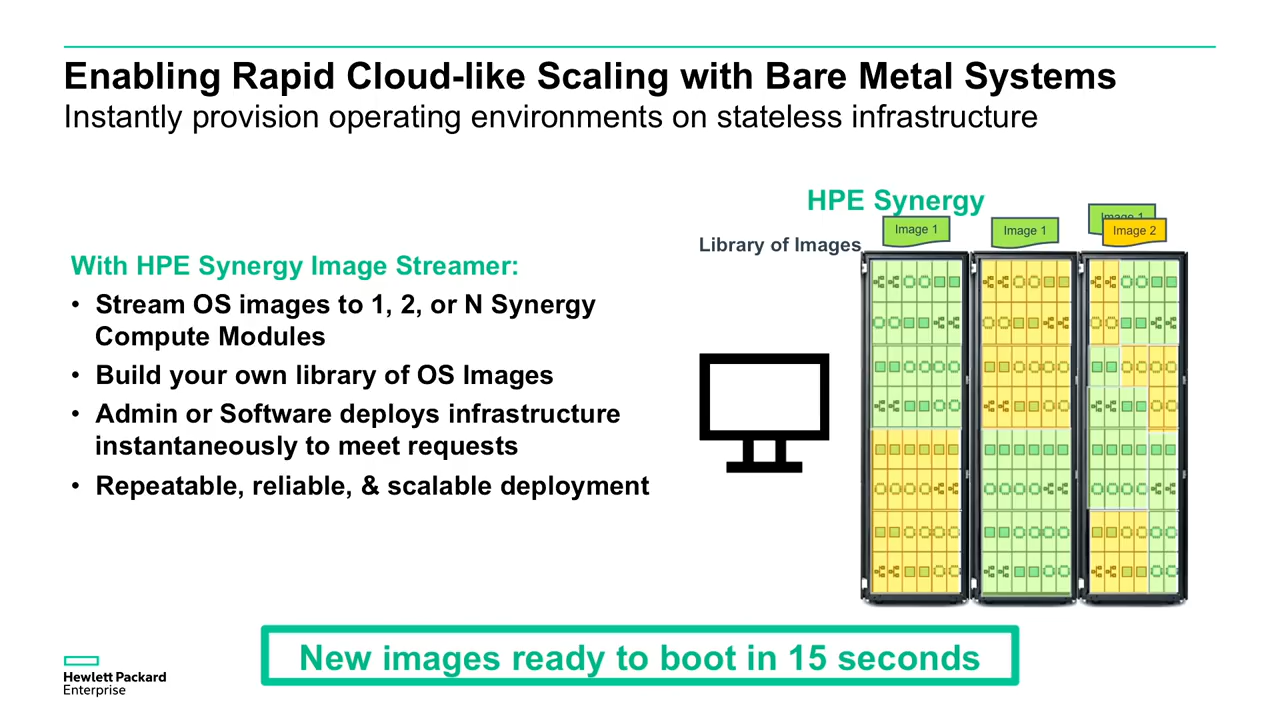 Enabling Rapid Cloud-like Scaling with Bare Metal Systems
Instantly provision operating environments on stateless infrastructure
With HPE Synergy Image Streamer:
• Stream OS images to 1, 2, or N Synergy
Compute Modules
• Build your own library of OS Images
• Admin or Software deploys infrastructure
instantaneously to meet requests
• Repeatable, reliable, & scalable deployment
HPE Synergy
Library of Images
Image 1
Image 1
Image 1
Image 2
New images ready to boot in 15 seconds
Hewlett Packard
Enterprise